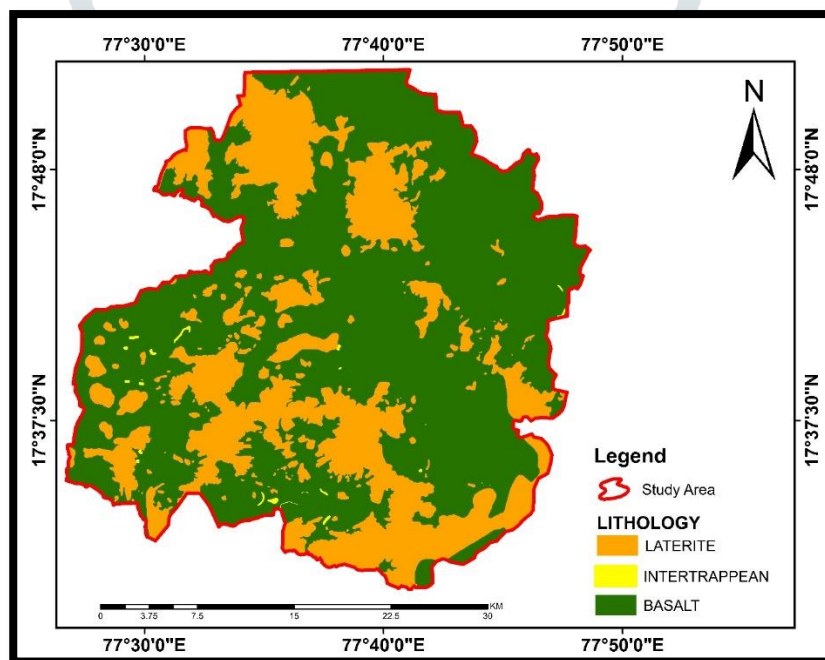 77°30'0"E 77°40'0"E 77°50'0"E
N
17°48'0"N 17°48'0"N
17°37'30"N 17°37'30"N
Legend
Study Area
LITHOLOGY
LATERITE
INTERTRAPPEAN
BASALT
KM
0 3.75 7.5 15 22.5 30
77°30'0"E 77°40'0"E 77°50'0"E